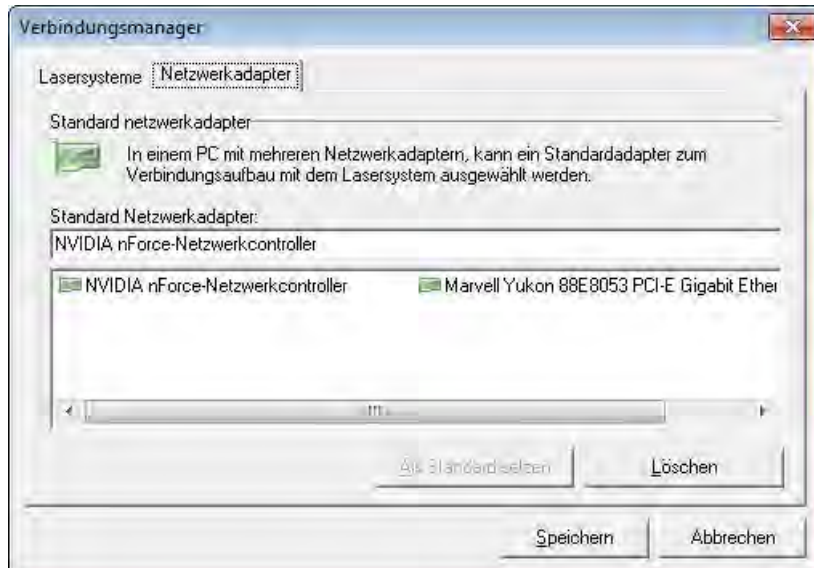 Verbindungsmanager
Lasersysteme Netzwerkadapter
Standard netzwerkadapter
In einem PC mit mehreren Netzwerkadaptern, kann ein Standardadapter zum
Verbindungsaufbau mit dem Lasersystem ausgewählt werden.
Standard Netzwerkadapter:
NVIDIA nForce-Netzwerkcontroller
NVIDIA nForce-Netzwerkcontroller Marvell Yukon 88E8053 PCI-E Gigabit Ether
Als Standard setzen Löschen
Speichern Abbrechen